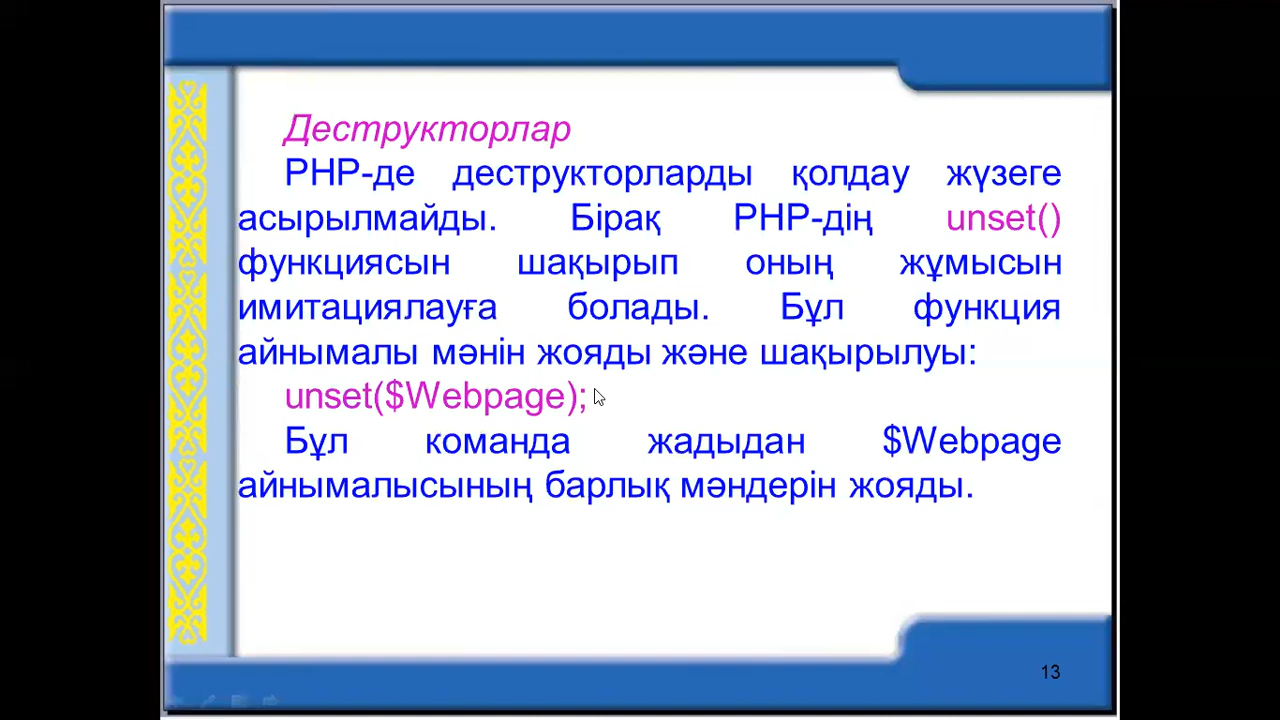 Деструкторлар
PHP-де деструкторларды қолдау жүзеге
асырылмайды. Бірақ PHP-дің unset()
функциясын шақырып оның жұмысын
имитациялауға болады. Бұл функция
айнымалы мәнін жояды және шақырылуы:
unset($Webpage);
Бұл команда жадыдан $Webpage
айнымалысының барлық мәндерін жояды.
13